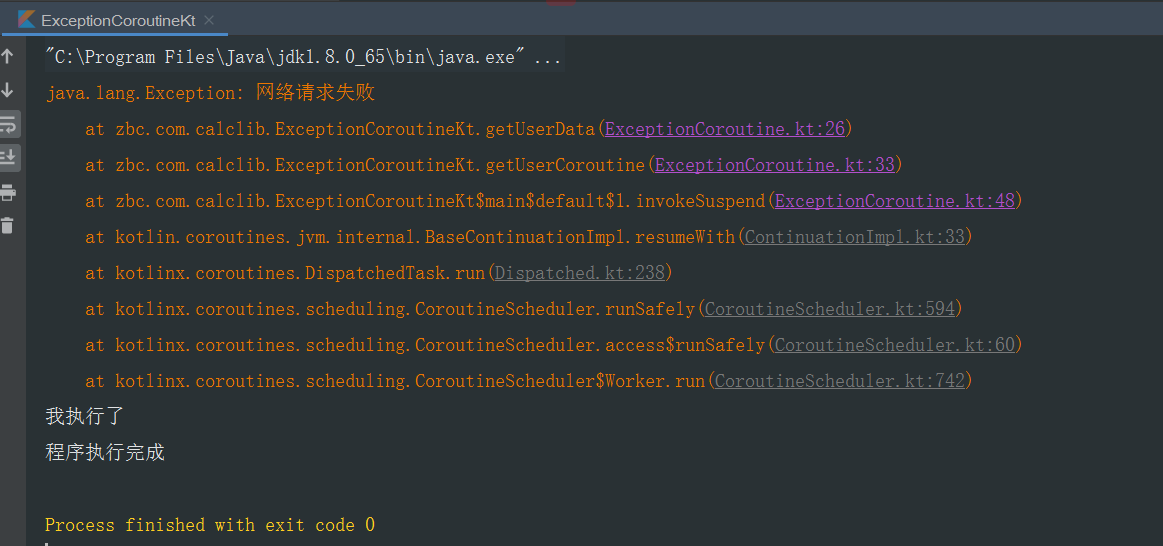 ExceptionCoroutineKt
"C:\Program Files\Java\jdk1.8.0_65\bin\java.exe" ...
java.lang.Exception: 网络请求失败
at zbc.com.calclib.ExceptionCoroutineKt.getUserData(ExceptionCoroutine.kt:26)
at zbc.com.calclib.ExceptionCoroutineKt.getUserCoroutine(ExceptionCoroutine.kt:33)
at zbc.com.calclib.ExceptionCoroutineKt$main$default$1.invokeSuspend(ExceptionCoroutine.kt:48)
at kotlin.coroutines.jvm.internal.BaseContinuationImpl.resumeWith(ContinuationImpl.kt:33)
at kotlinx.coroutines.DispatchedTask.run(Dispatched.kt:238)
at kotlinx.coroutines.scheduling.CoroutineScheduler.runSafely(CoroutineScheduler.kt:594)
at kotlinx.coroutines.scheduling.CoroutineScheduler.access$runSafely(CoroutineScheduler.kt:60)
at kotlinx.coroutines.scheduling.CoroutineScheduler$Worker.run(CoroutineScheduler.kt:742)
我执行了
程序执行完成
Process finished with exit code 0